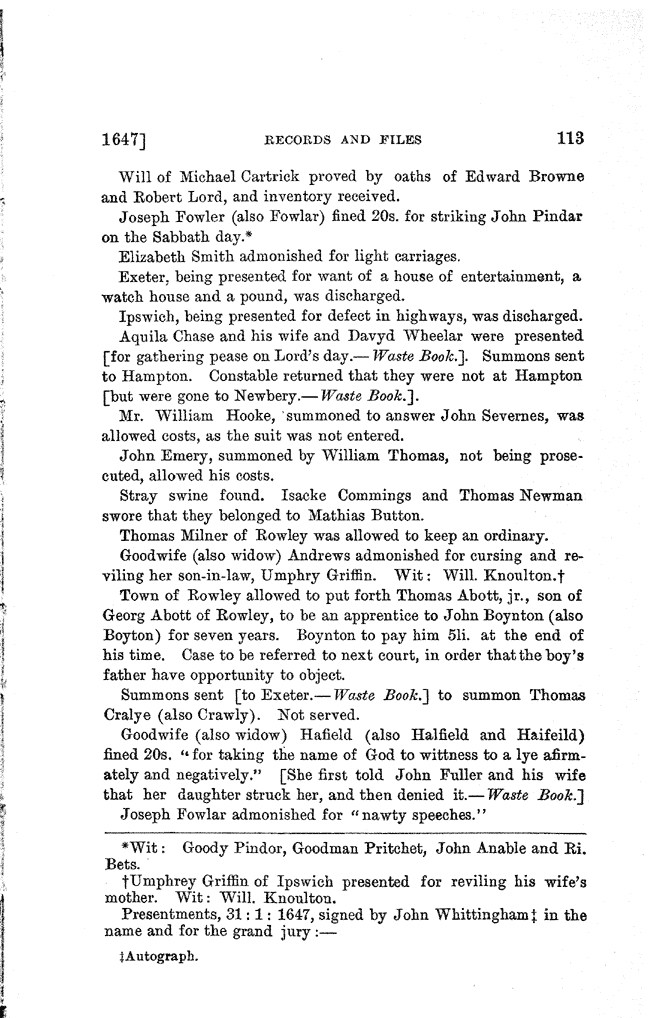 1647] RECORDS AND FILES 113
Will of Michael Cartrick proved by oaths of Edward Browne
and Robert Lord, and inventory received.
Joseph Fowler (also Fowlar) fined 20s. for striking John Pindar
on the Sabbath day.*
Elizabeth Smith admonished for light carriages.
Exeter, being presented for want of a house of entertainment, a
watch house and a pound, was discharged.
Ipswich, being presented for defect in highways, was discharged.
Aquila Chase and his wife and Davyd Wheelar were presented
[for gathering pease on Lord's day.—Waste Book.]. Summons sent
to Hampton. Constable returned that they were not at Hampton
[but were gone to Newbery.—Waste Book.].
Mr. William Hooke, summoned to answer John Severnes, was
allowed costs, as the suit was not entered.
John Emery, summoned by William Thomas, not being prose-
cuted, allowed his costs.
Stray swine found. Isacke Commings and Thomas Newman
swore that they belonged to Mathias Button.
Thomas Milner of Rowley was allowed to keep an ordinary.
Goodwife (also widow) Andrews admonished for cursing and re-
viling her son-in-law, Umphry Griffin. Wit: Will. Knoulton.†
Town of Rowley allowed to put forth Thomas Abott, jr., son of
Georg Abott of Rowley, to be an apprentice to John Boynton (also
Boyton) for seven years. Boynton to pay him 5li. at the end of
his time. Case to be referred to next court, in order that the boy's
father have opportunity to object.
Summons sent [to Exeter.—Waste Book.] to summon Thomas
Cralye (also Crawly). Not served.
Goodwife (also widow) Hafield (also Halfield and Haifeild)
fined 20s. "for taking the name of God to wittness to a lye afirm-
ately and negatively." [She first told John Fuller and his wife
that her daughter struck her, and then denied it.—Waste Book.]
Joseph Fowlar admonished for "nawty speeches."
*Wit: Goody Pindor, Goodman Pritchet, John Anable and Ri.
Bets.
†Umphrey Griffin of Ipswich presented for reviling his wife's
mother. Wit: Will. Knoulton.
Presentments, 31 : 1 : 1647, signed by John Whittingham‡ in the
name and for the grand jury :—
‡Autograph.